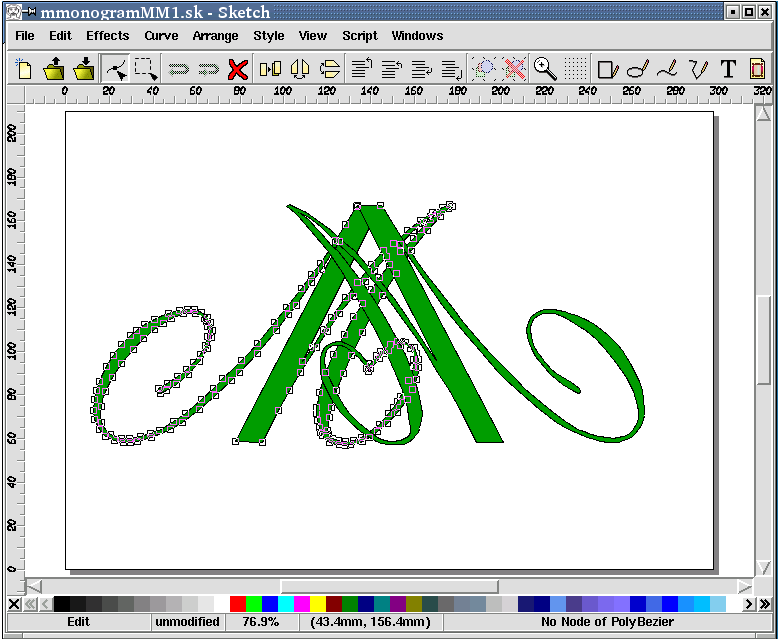 mmonogramMM1.sk - Sketch
File Edit Effects Curve Arrange Style View Script Windows
T
0 20 40 60 80 100 120 140 160 180 200 220 240 260 280 300 320
200
180
160
140
120
100
80
60
40
20
0
Edit unmodified 76.9% (43.4mm, 156.4mm) No Node of PolyBezier